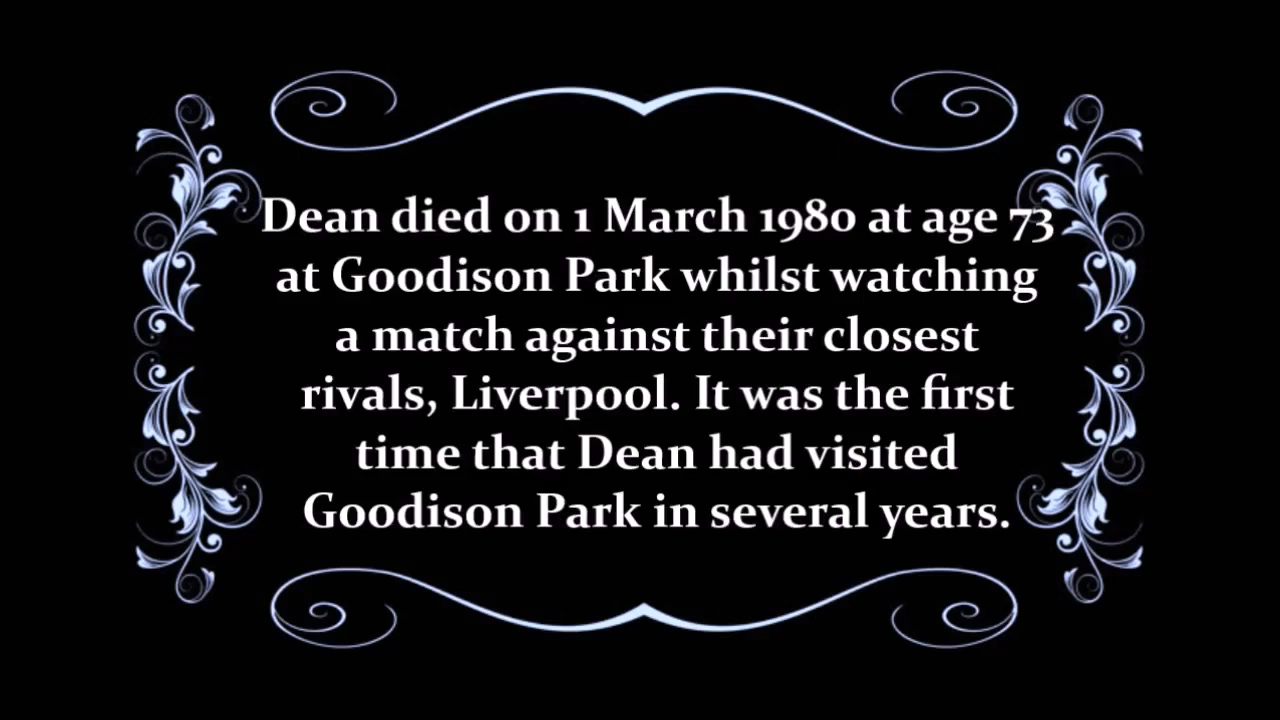 Dean died on 1 March 1980 at age 73
at Goodison Park whilst watching
a match against their closest
rivals, Liverpool. It was the first
time that Dean had visited
Goodison Park in several years.